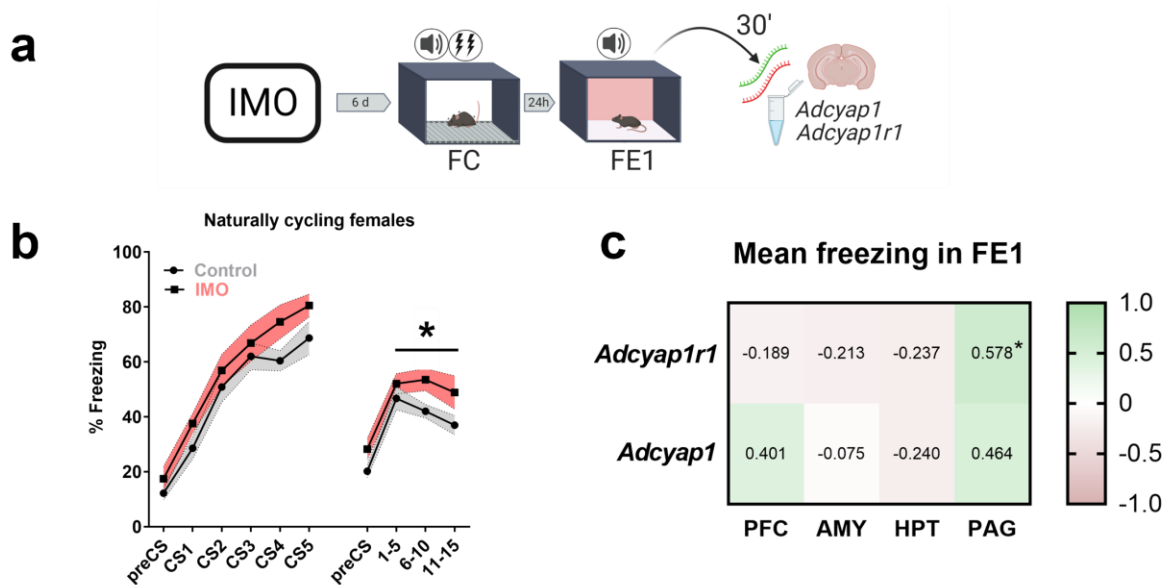 a
IMO
6 d
FC
24h
FE1
30'
Adcyap1
Adcyap1r1
b
Naturally cycling females
% Freezing
100
80
60
40
20
0
Control
IMO
*
preCS
CS1
CS2
CS3
CS4
CS5
preCS
1-5
6-10
11-15
c
Mean freezing in FE1
Adcyap1r1
-0.189
-0.213
-0.237
0.578*
Adcyap1
0.401
-0.075
-0.240
0.464
PFC
AMY
HPT
PAG
1.0
0.5
0
-0.5
-1.0